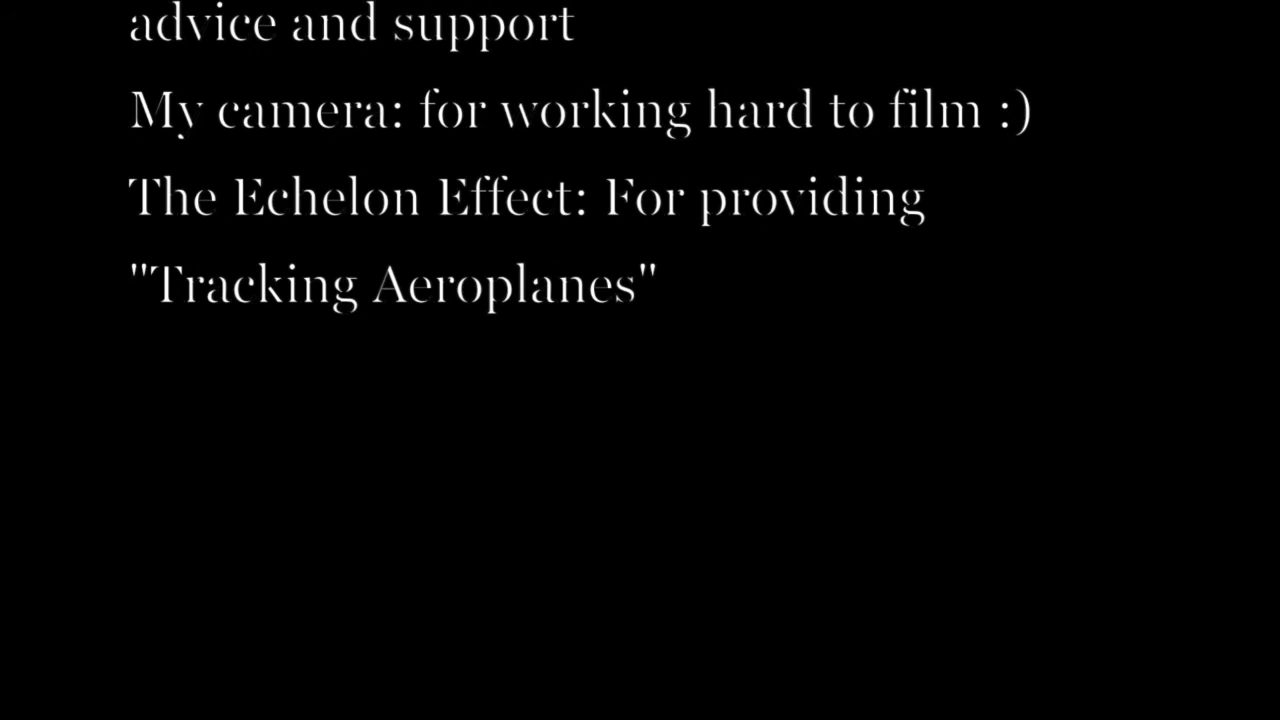 advice and support
My camera: for working hard to film :)
The Echelon Effect: For providing
"Tracking Aeroplanes"